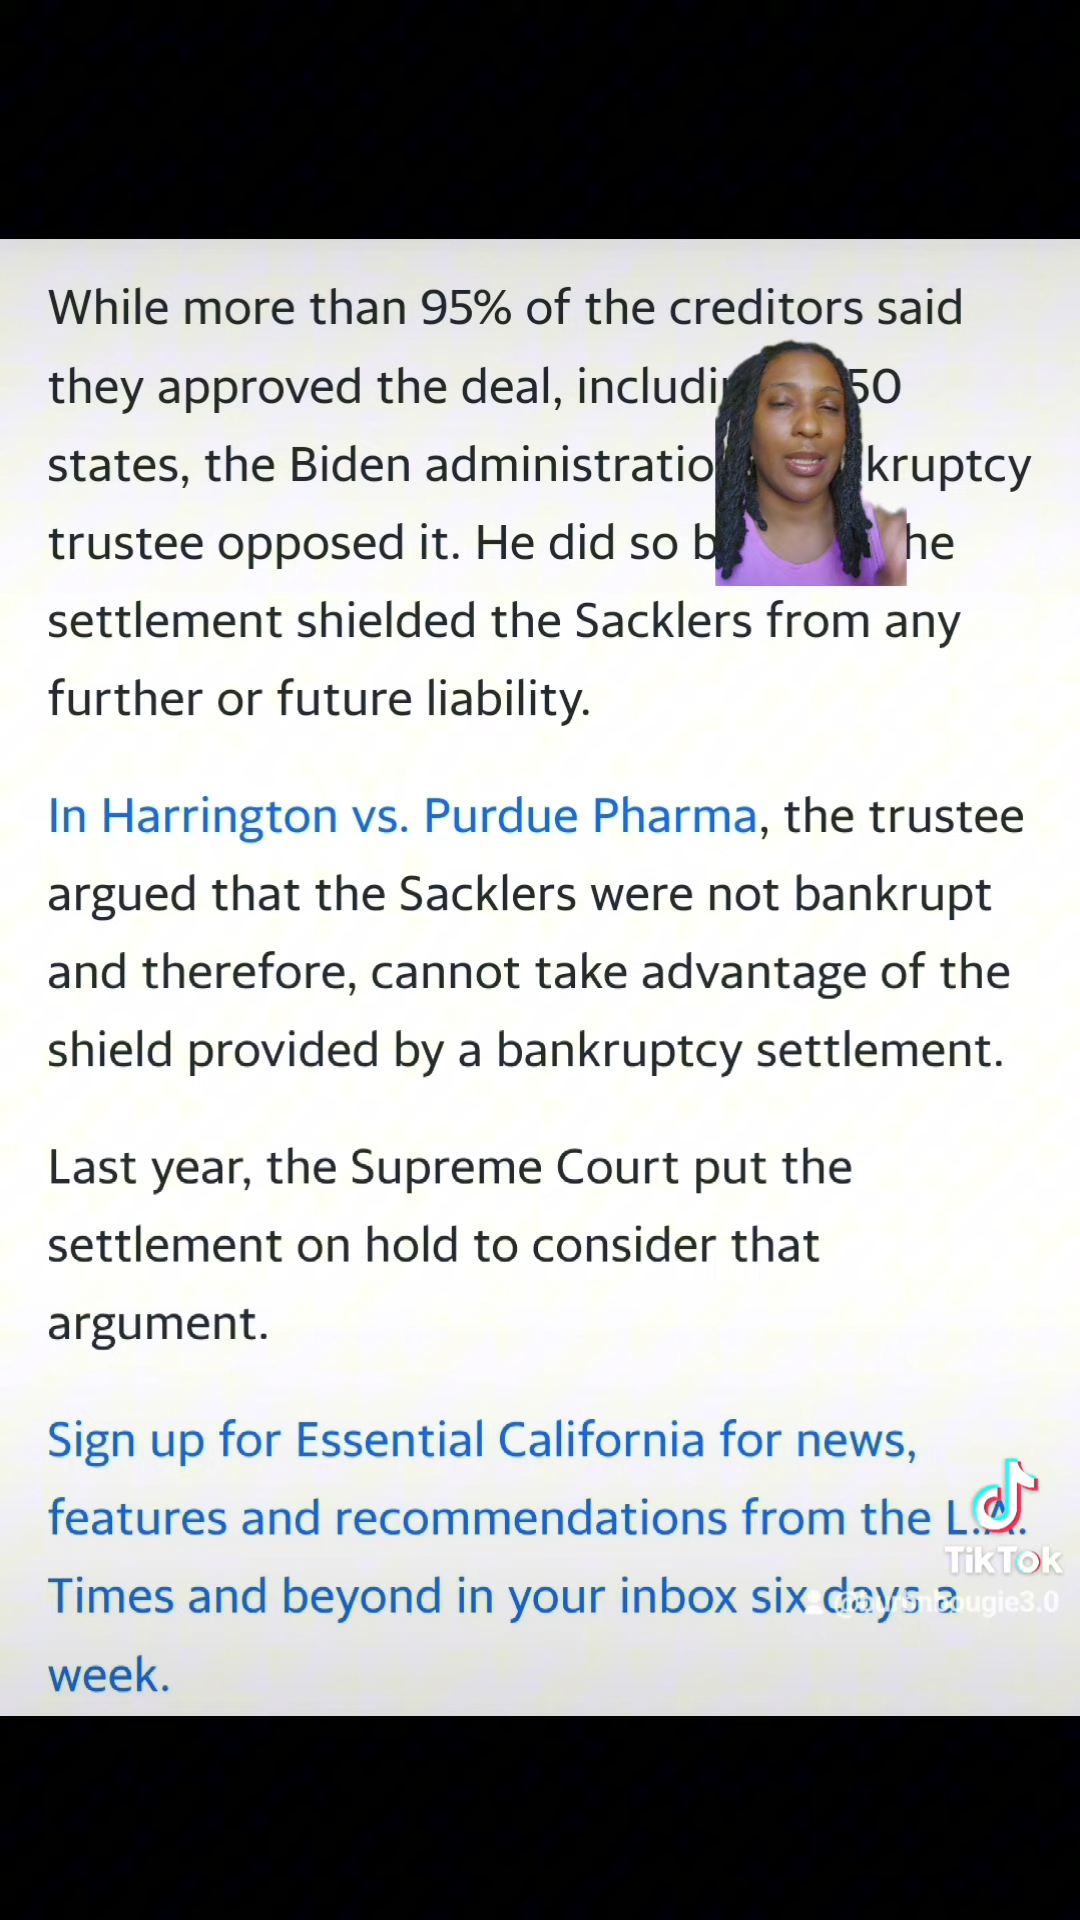 While more than 95% of the creditors said
they approved the deal, 50
states, the Biden
trustee opposed it. He did so
settlement shielded the Sacklers from any
further or future liability.
In Harrington vs. Purdue Pharma, the trustee
argued that the Sacklers were not bankrupt
and therefore, cannot take advantage of the
shield provided by a bankruptcy settlement.
Last year, the Supreme Court put the
settlement on hold to consider that
argument.
Sign up for Essential California for news,
features and recommendations from the L.A.
TikTok
Times and beyond in your inbox six days a
week.